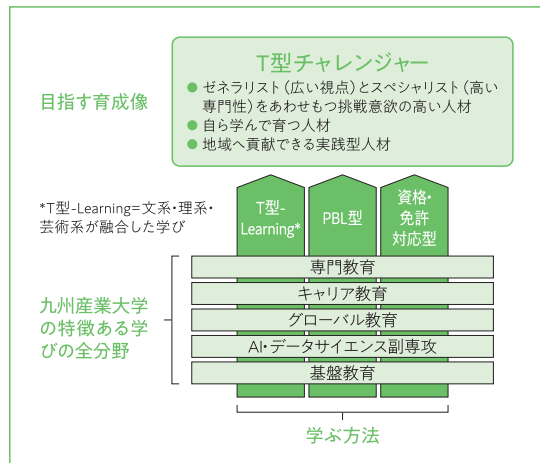 T型チャレンジャー
目指す育成像
● ゼネラリスト（広い視点）とスペシャリスト（高い
専門性）をあわせもつ挑戦意欲の高い人材
● 自ら学んで育つ人材
● 地域へ貢献できる実践型人材
*T型-Learning＝文系・理系・
芸術系が融合した学び
T型-
Learning*
PBL型
資格・
免許
対応型
九州産業大学
の特徴ある学
びの全分野
専門教育
キャリア教育
グローバル教育
AI・データサイエンス副専攻
基盤教育
学ぶ方法